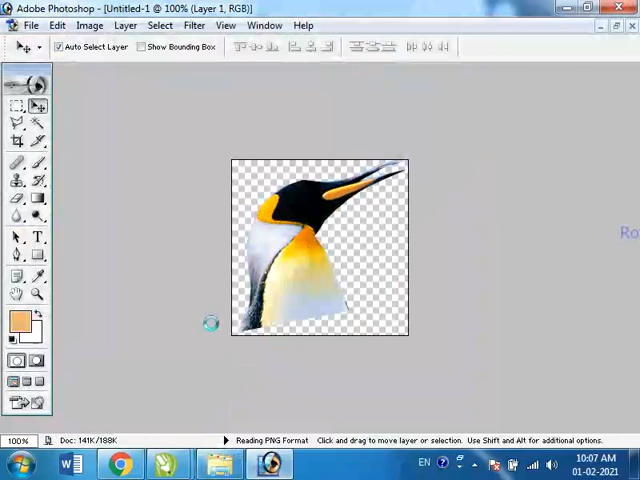 Adobe Photoshop - [Untitled-1 @ 100% (Layer 1, RGB)]
File Edit Image Layer Select Filter View Window Help
Auto Select Layer Show Bounding Box
Ro
100% Doc: 141K/188K Reading PNG Format Click and drag to move layer or selection. Use Shift and Alt for additional options.
EN 10:07 AM
01-02-2021